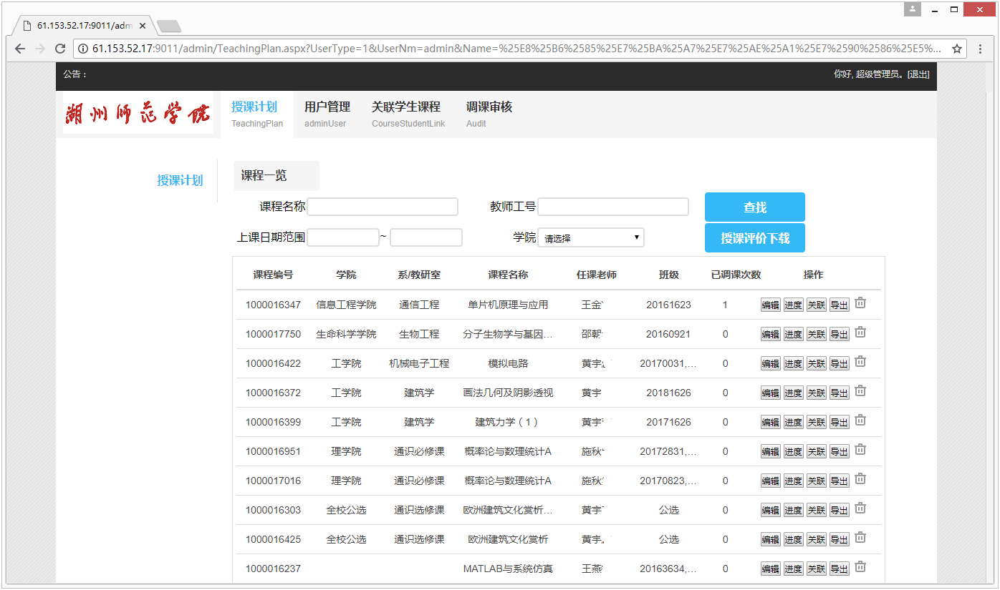 61.153.52.17:9011/adm
61.153.52.17:9011/admin/TeachingPlan.aspx?UserType=1&UserNm=admin&Name=%25E8%25B6%2585%25E7%25BA%25A7%25E7%25AE%25A1%25E7%2590%2586%25E5%...
公告： 你好, 超级管理员。[退出]
湖州师范学院
授课计划 用户管理 关联学生课程 调课审核
TeachingPlan adminUser CourseStudentLink Audit
授课计划
课程一览
课程名称 教师工号 查找
上课日期范围 ~ 学院 请选择 授课评价下载
课程编号 学院 系/教研室 课程名称 任课老师 班级 已调课次数 操作
1000016347 信息工程学院 通信工程 单片机原理与应用 王金 20161623 1 编辑 进度 关联 导出
1000017750 生命科学学院 生物工程 分子生物学与基因... 邵朝 20160921 0 编辑 进度 关联 导出
1000016422 工学院 机械电子工程 模拟电路 黄宇 20170031,... 0 编辑 进度 关联 导出
1000016372 工学院 建筑学 画法几何及阴影透视 黄宇 20181626 0 编辑 进度 关联 导出
1000016399 工学院 建筑学 建筑力学（1） 黄宇 20171626 0 编辑 进度 关联 导出
1000016951 理学院 通识必修课 概率论与数理统计A 施秋 20172831,... 0 编辑 进度 关联 导出
1000017016 理学院 通识必修课 概率论与数理统计A 施秋 20170823,... 0 编辑 进度 关联 导出
1000016303 全校公选 通识选修课 欧洲建筑文化赏析... 黄宇 公选 0 编辑 进度 关联 导出
1000016425 全校公选 通识选修课 欧洲建筑文化赏析 黄宇 公选 0 编辑 进度 关联 导出
1000016237 MATLAB与系统仿真 王燕 20163634,... 0 编辑 进度 关联 导出